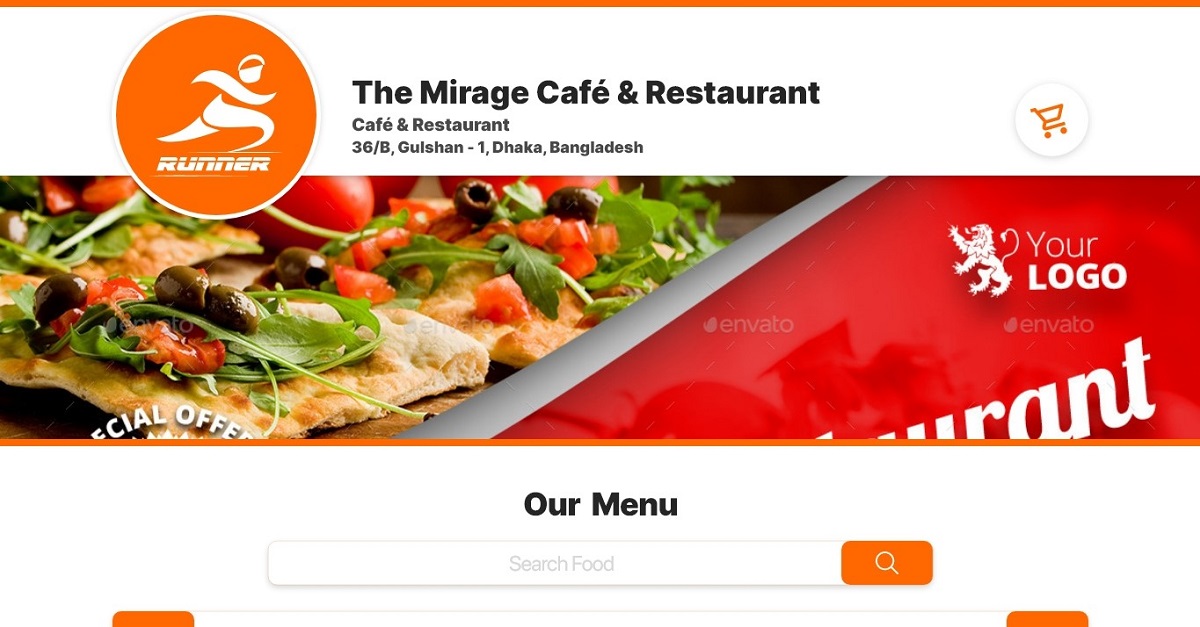 RUNNER
The Mirage Café & Restaurant
Café & Restaurant
36/B, Gulshan - 1, Dhaka, Bangladesh
Your
LOGO
envato
envato
envato
envato
ECIAL OFFE
urant
Our Menu
Search Food